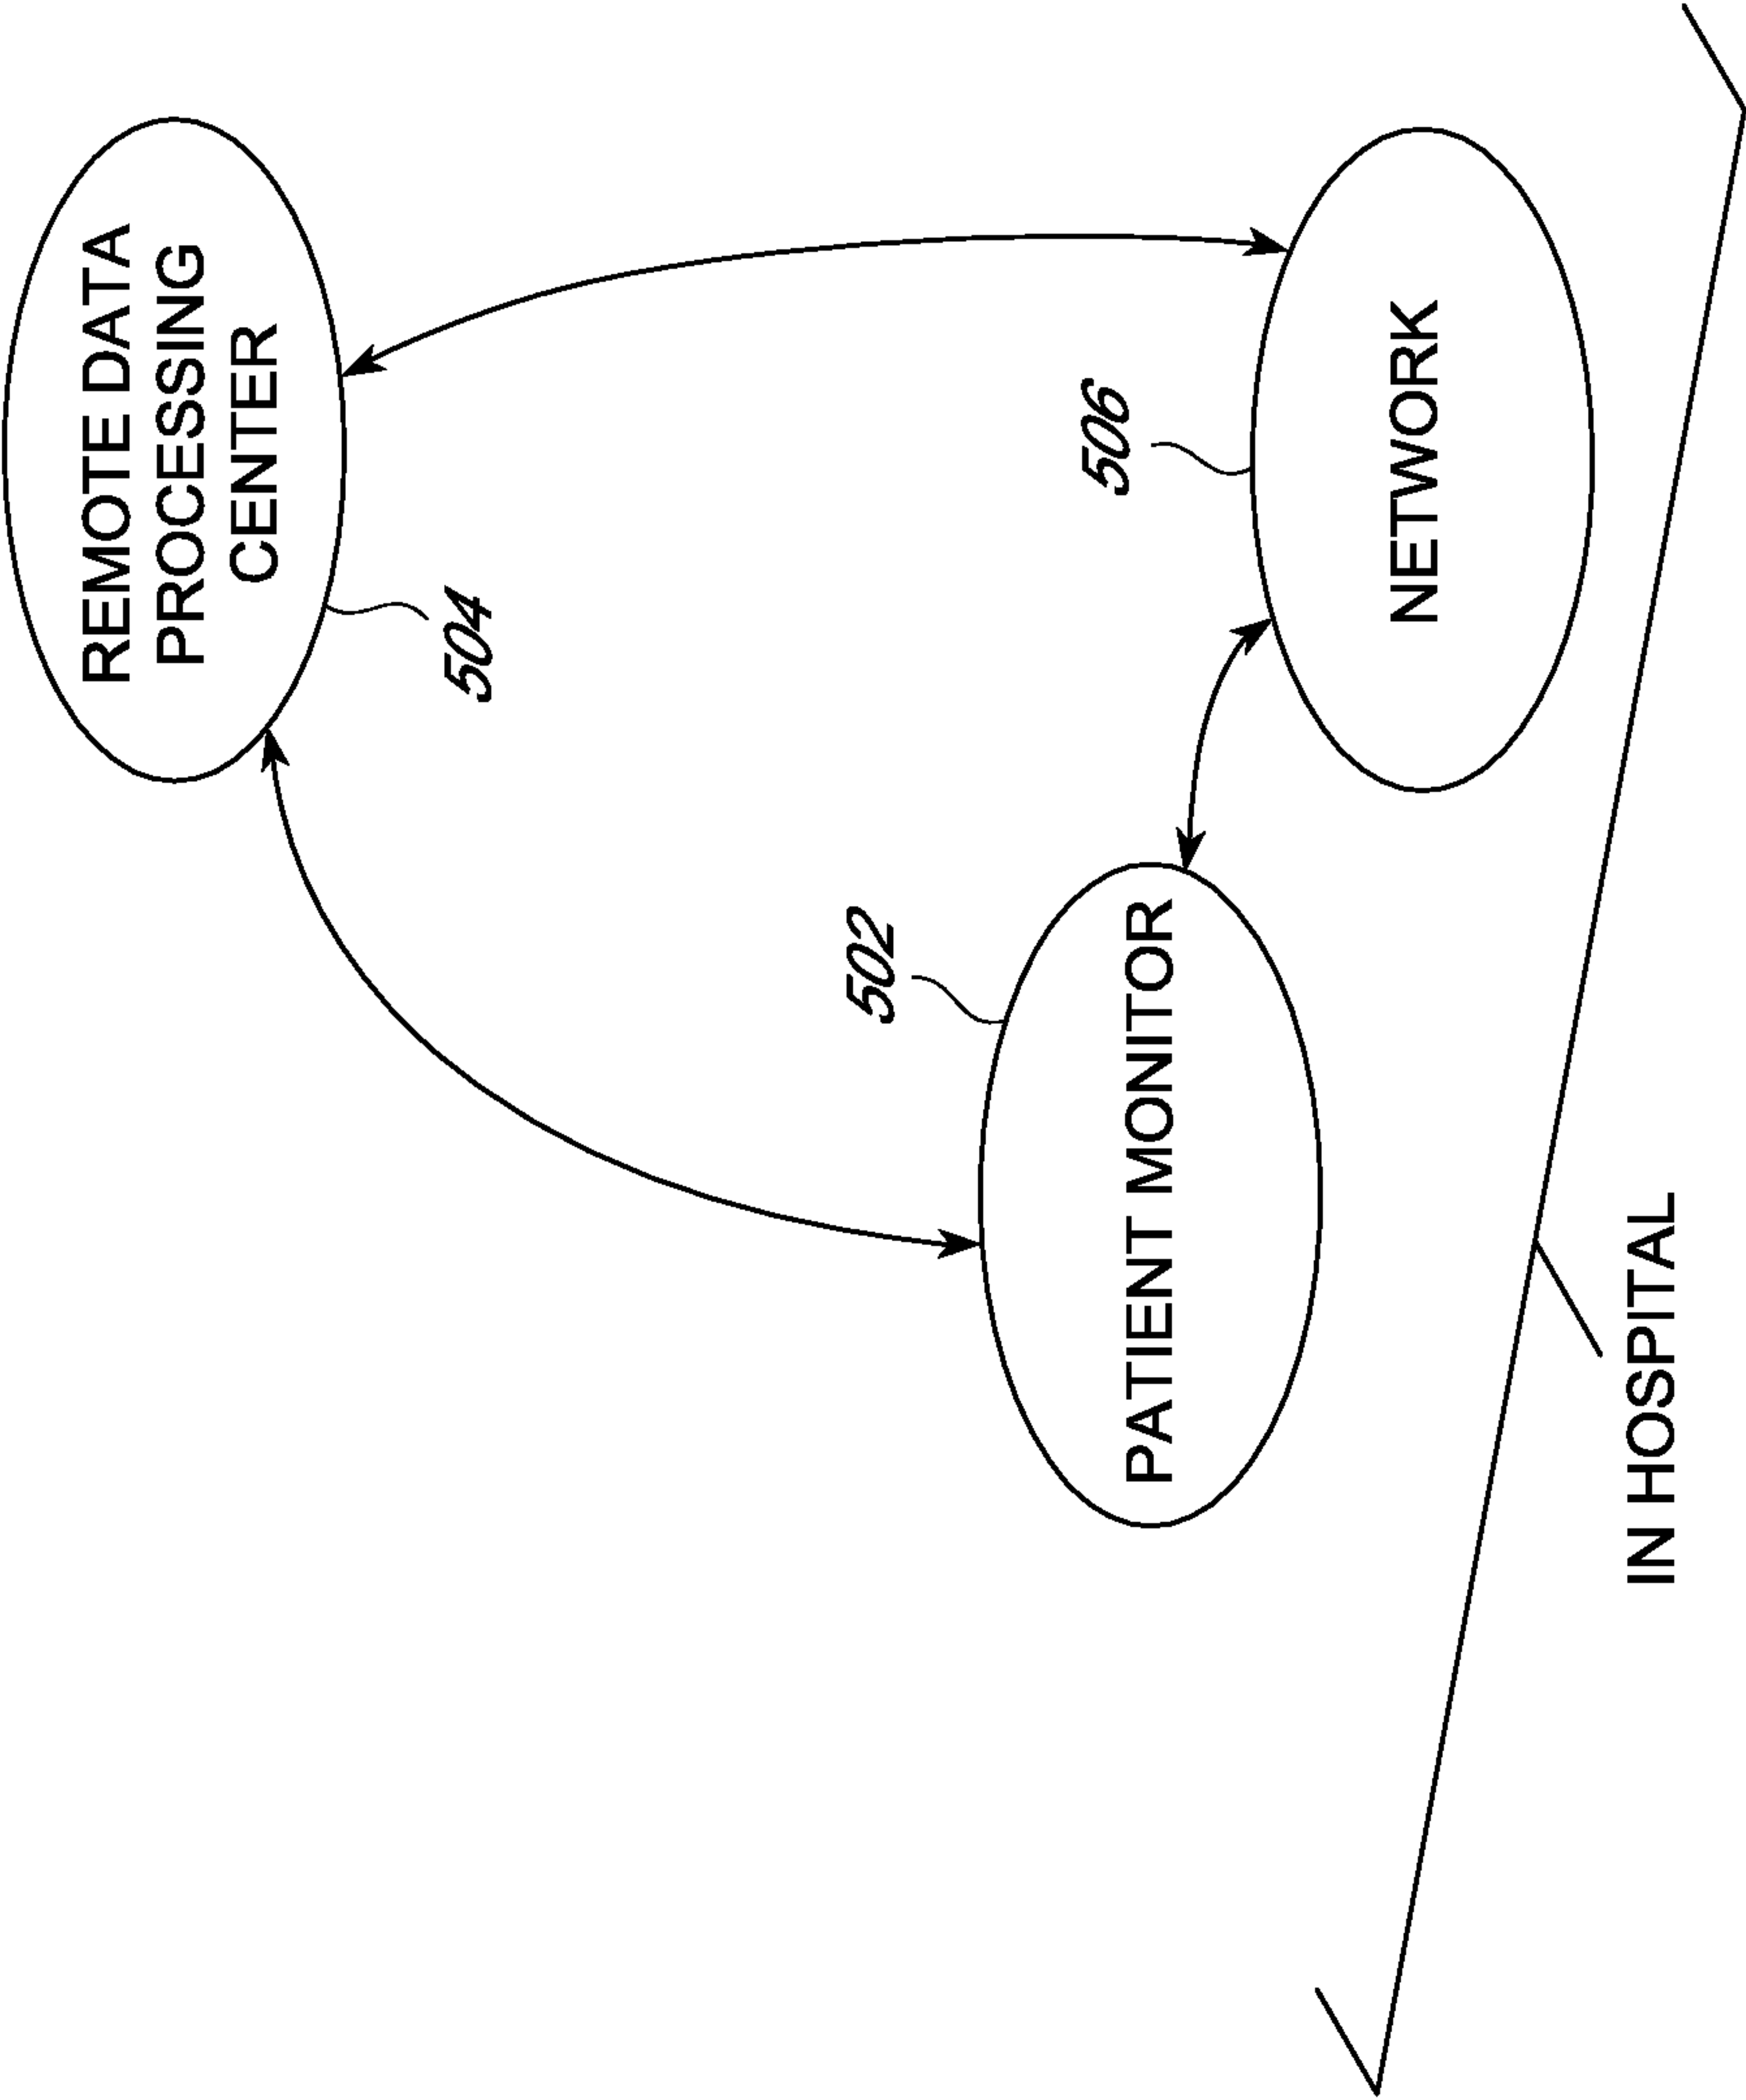 REMOTE DATA
PROCESSING
CENTER
504
502
PATIENT MONITOR
506
NETWORK
IN HOSPITAL